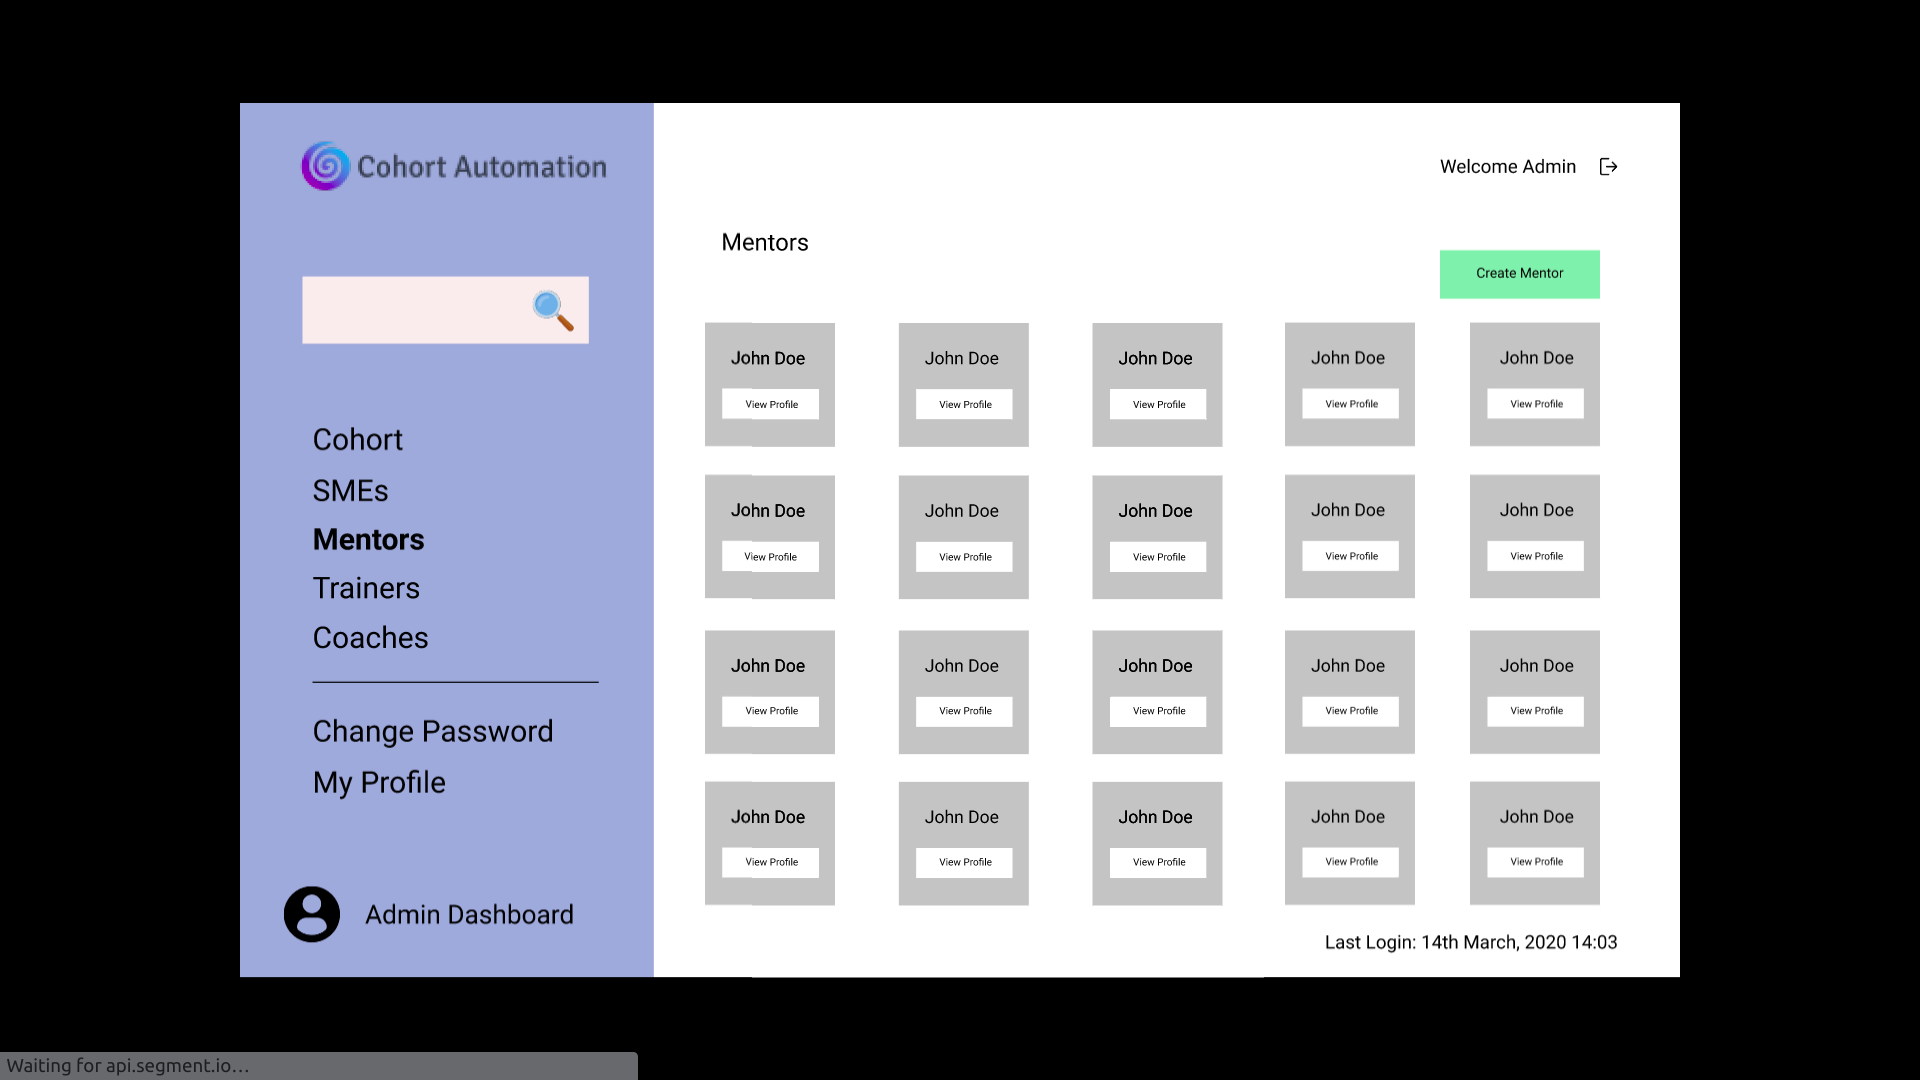 Cohort Automation
Welcome Admin
Mentors
Create Mentor
Cohort
SMEs
Mentors
Trainers
Coaches
Change Password
My Profile
Admin Dashboard
John Doe John Doe John Doe John Doe John Doe
View Profile View Profile View Profile View Profile View Profile
John Doe John Doe John Doe John Doe John Doe
View Profile View Profile View Profile View Profile View Profile
John Doe John Doe John Doe John Doe John Doe
View Profile View Profile View Profile View Profile View Profile
John Doe John Doe John Doe John Doe John Doe
View Profile View Profile View Profile View Profile View Profile
Last Login: 14th March, 2020 14:03
Waiting for api.segment.io...